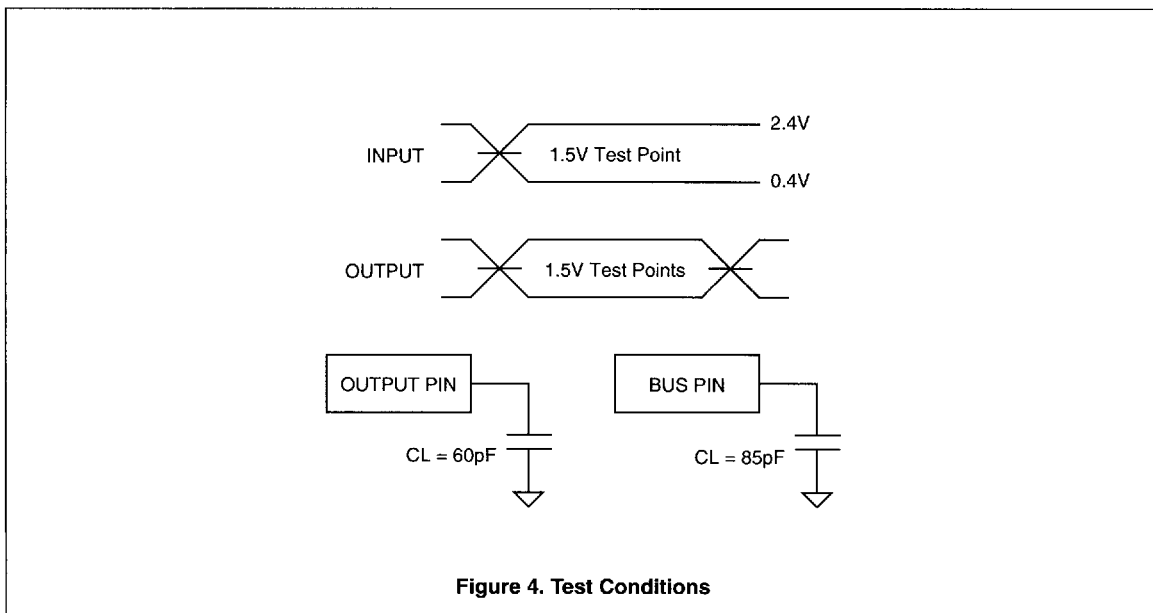 2.4V
INPUT
1.5V Test Point
0.4V
OUTPUT
1.5V Test Points
OUTPUT PIN
BUS PIN
CL = 60pF
CL = 85pF
Figure 4. Test Conditions